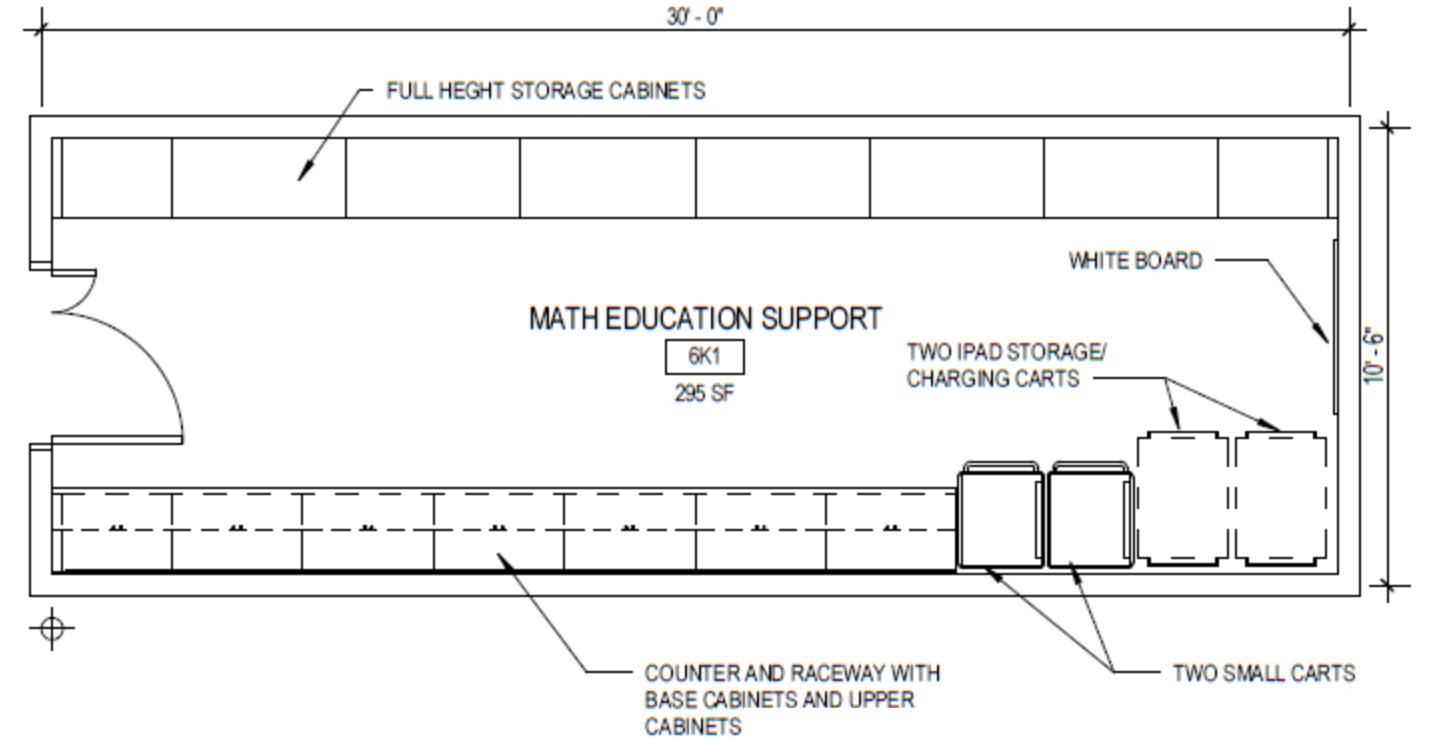 30' - 0"
FULL HEGHT STORAGE CABINETS
WHITE BOARD
MATH EDUCATION SUPPORT
6K1
295 SF
TWO IPAD STORAGE/
CHARGING CARTS
10' - 6"
COUNTER AND RACEWAY WITH
BASE CABINETS AND UPPER
CABINETS
TWO SMALL CARTS